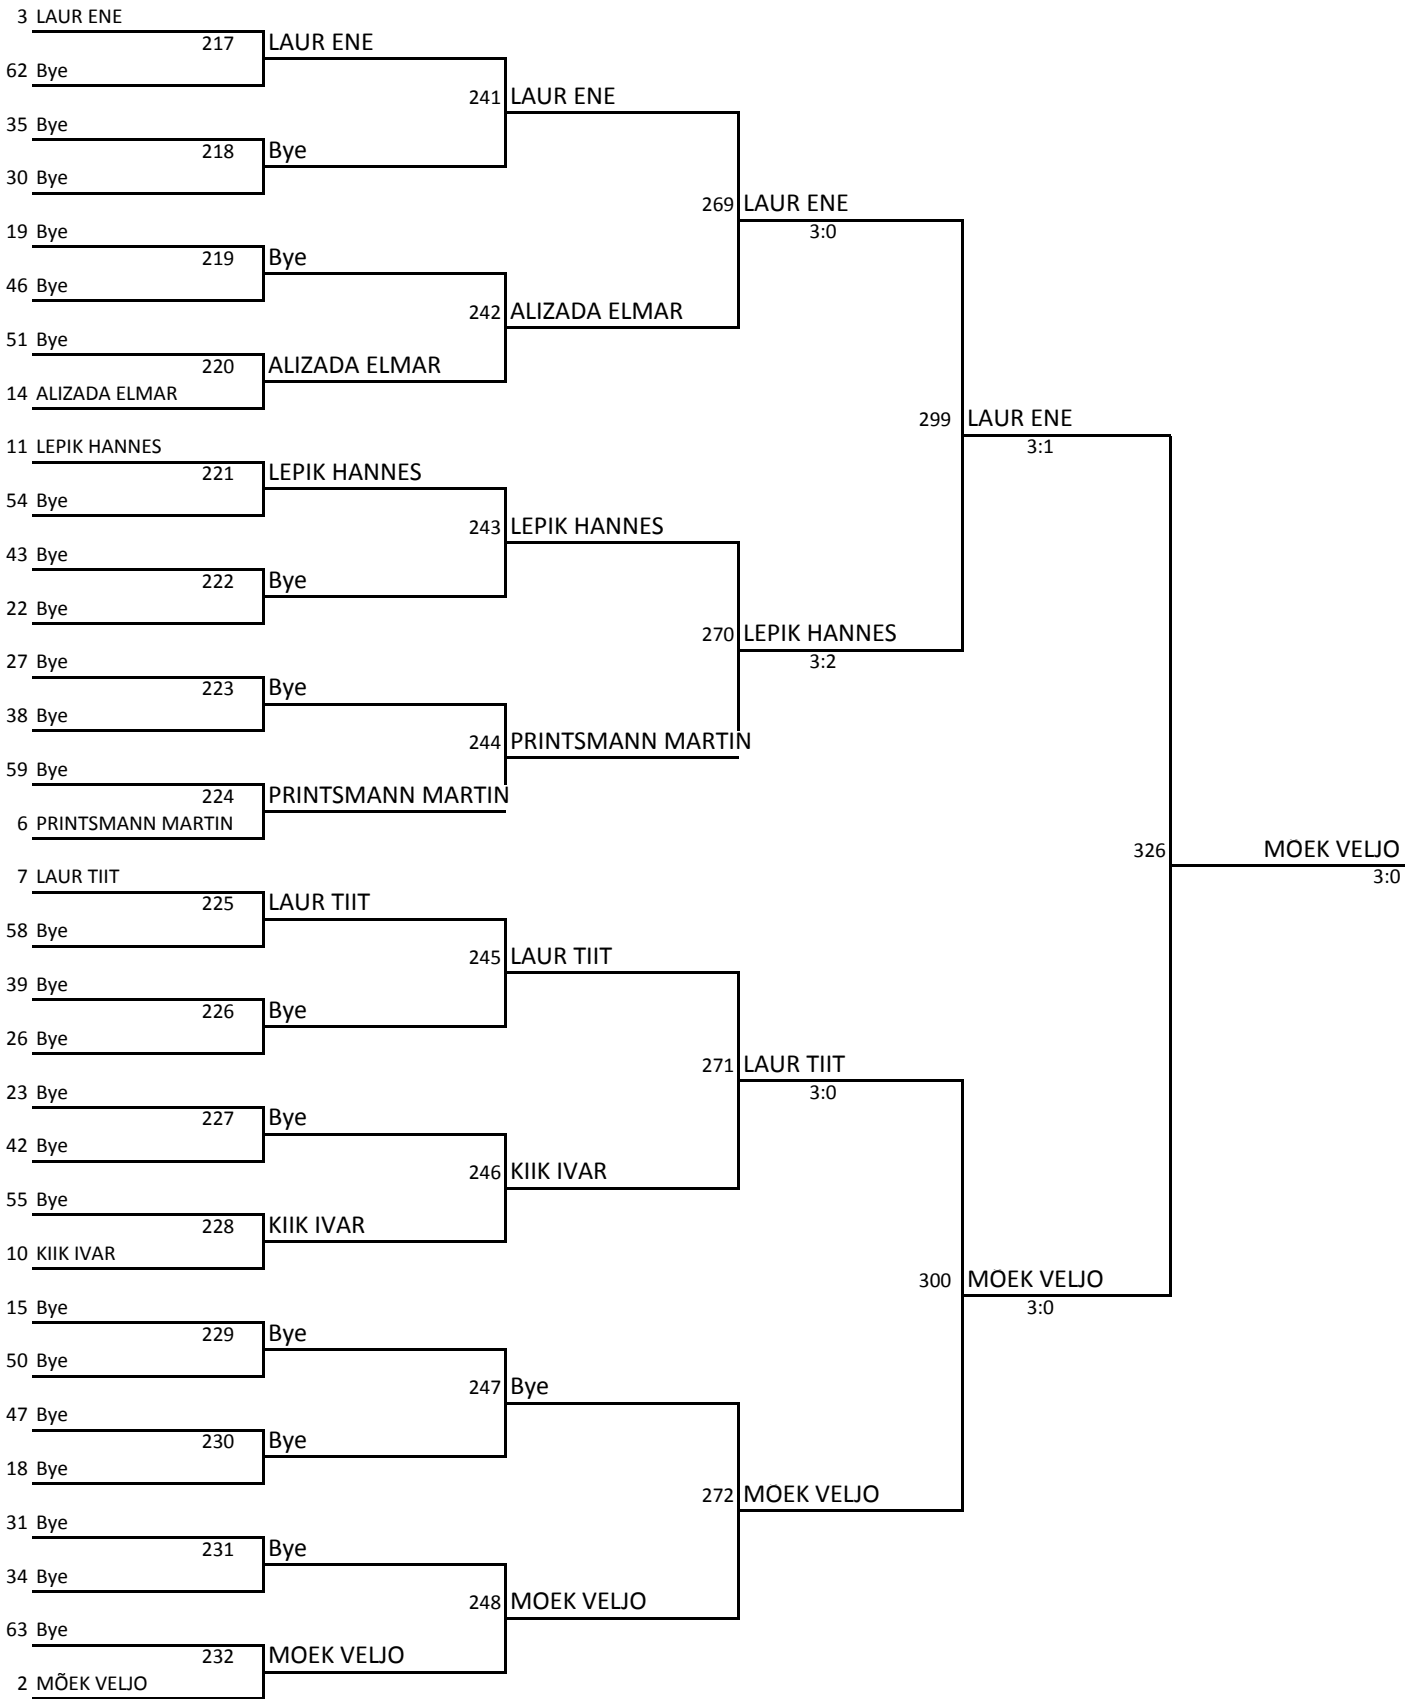 3 LAUR ENE
217 LAUR ENE
62 Bye
241 LAUR ENE
35 Bye
218 Bye
30 Bye
269 LAUR ENE
3:0
19 Bye
219 Bye
46 Bye
242 ALIZADA ELMAR
51 Bye
220 ALIZADA ELMAR
14 ALIZADA ELMAR
299 LAUR ENE
3:1
11 LEPIK HANNES
221 LEPIK HANNES
54 Bye
243 LEPIK HANNES
43 Bye
222 Bye
22 Bye
270 LEPIK HANNES
3:2
27 Bye
223 Bye
38 Bye
244 PRINTSMANN MARTIN
59 Bye
224 PRINTSMANN MARTIN
6 PRINTSMANN MARTIN
326 MÕEK VELJO
3:0
7 LAUR TIIT
225 LAUR TIIT
58 Bye
245 LAUR TIIT
39 Bye
226 Bye
26 Bye
271 LAUR TIIT
3:0
23 Bye
227 Bye
42 Bye
246 KIIK IVAR
55 Bye
228 KIIK IVAR
10 KIIK IVAR
300 MÕEK VELJO
3:0
15 Bye
229 Bye
50 Bye
247 Bye
47 Bye
230 Bye
18 Bye
272 MÕEK VELJO
31 Bye
231 Bye
34 Bye
248 MÕEK VELJO
63 Bye
232 MÕEK VELJO
2 MÕEK VELJO